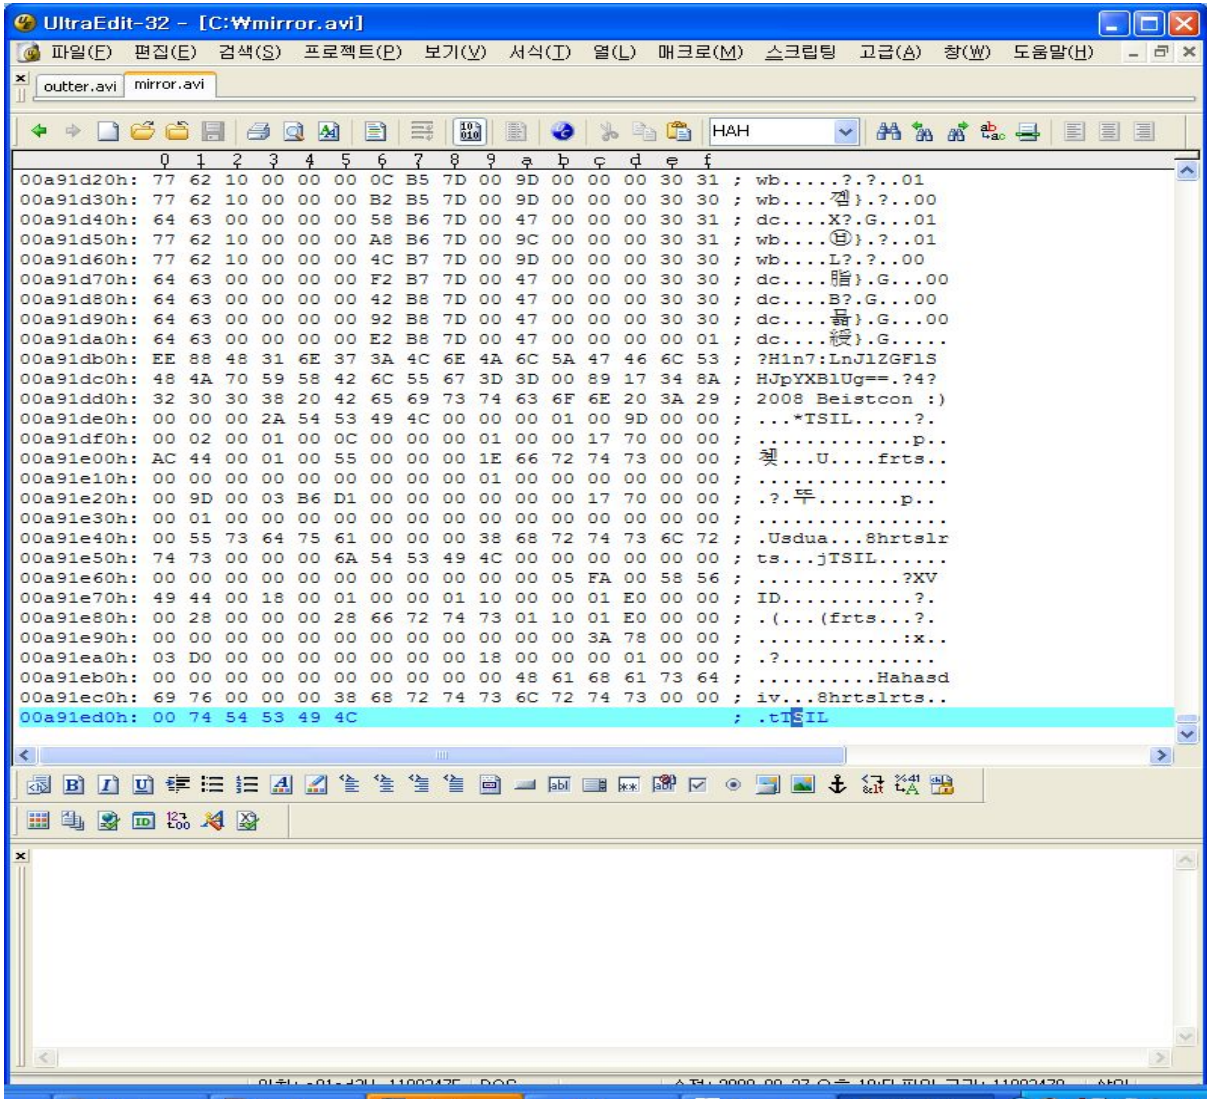 UltraEdit-32 - [C:₩mirror.avi]
파일(F) 편집(E) 검색(S) 프로젝트(P) 보기(V) 서식(T) 열(L) 매크로(M) 스크립팅 고급(A) 창(W) 도움말(H)
outter.avi mirror.avi
HAH
0 1 2 3 4 5 6 7 8 9 a b c d e f
00a91d20h: 77 62 10 00 00 00 0C B5 7D 00 9D 00 00 00 30 31 ; wb.....?.?..01
00a91d30h: 77 62 10 00 00 00 B2 B5 7D 00 9D 00 00 00 30 30 ; wb....껨}.?..00
00a91d40h: 64 63 00 00 00 00 58 B6 7D 00 47 00 00 00 30 31 ; dc....X?.G...01
00a91d50h: 77 62 10 00 00 00 A8 B6 7D 00 9C 00 00 00 30 31 ; wb....㉥}.?..01
00a91d60h: 77 62 10 00 00 00 4C B7 7D 00 9D 00 00 00 30 30 ; wb....L?.?..00
00a91d70h: 64 63 00 00 00 00 F2 B7 7D 00 47 00 00 00 30 30 ; dc....脂}.G...00
00a91d80h: 64 63 00 00 00 00 42 B8 7D 00 47 00 00 00 30 30 ; dc....B?.G...00
00a91d90h: 64 63 00 00 00 00 92 B8 7D 00 47 00 00 00 30 30 ; dc....}.G...00
00a91da0h: 64 63 00 00 00 00 E2 B8 7D 00 47 00 00 00 00 01 ; dc....綬}.G.....
00a91db0h: EE 88 48 31 6E 37 3A 4C 6E 4A 6C 5A 47 46 6C 53 ; ?H1n7:LnJlZGFlS
00a91dc0h: 48 4A 70 59 58 42 6C 55 67 3D 3D 00 89 17 34 8A ; HJpYXBlUg==.?4?
00a91dd0h: 32 30 30 38 20 42 65 69 73 74 63 6F 6E 20 3A 29 ; 2008 Beistcon :)
00a91de0h: 00 00 00 2A 54 53 49 4C 00 00 00 01 00 9D 00 00 ; ...*TSIL.....?.
00a91df0h: 00 02 00 01 00 0C 00 00 00 01 00 00 17 70 00 00 ; .............p..
00a91e00h: AC 44 00 01 00 55 00 00 00 1E 66 72 74 73 00 00 ; 쳊...U....frts..
00a91e10h: 00 00 00 00 00 00 00 00 00 01 00 00 00 00 00 00 ; ................
00a91e20h: 00 9D 00 03 B6 D1 00 00 00 00 00 00 17 70 00 00 ; .?.뚜.......p..
00a91e30h: 00 01 00 00 00 00 00 00 00 00 00 00 00 00 00 00 ; ................
00a91e40h: 00 55 73 64 75 61 00 00 00 38 68 72 74 73 6C 72 ; .Usdua...8hrtslr
00a91e50h: 74 73 00 00 00 6A 54 53 49 4C 00 00 00 00 00 00 ; ts...jTSIL......
00a91e60h: 00 00 00 00 00 00 00 00 00 00 00 05 FA 00 58 56 ; ............?XV
00a91e70h: 49 44 00 18 00 01 00 00 01 10 00 00 01 E0 00 00 ; ID...........?.
00a91e80h: 00 28 00 00 00 28 66 72 74 73 01 10 01 E0 00 00 ; .(...(frts...?.
00a91e90h: 00 00 00 00 00 00 00 00 00 00 00 00 3A 78 00 00 ; ............:x..
00a91ea0h: 03 D0 00 00 00 00 00 00 00 18 00 00 00 01 00 00 ; .?.............
00a91eb0h: 00 00 00 00 00 00 00 00 00 00 48 61 68 61 73 64 ; ..........Hahasd
00a91ec0h: 69 76 00 00 00 38 68 72 74 73 6C 72 74 73 00 00 ; iv...8hrtslrts..
00a91ed0h: 00 74 54 53 49 4C ; .tTSIL